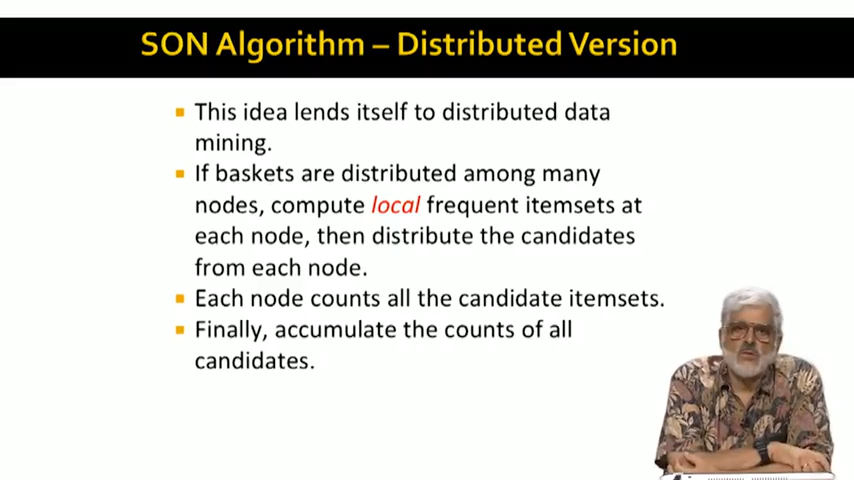 SON Algorithm – Distributed Version
This idea lends itself to distributed data
mining.
If baskets are distributed among many
nodes, compute local frequent itemsets at
each node, then distribute the candidates
from each node.
Each node counts all the candidate itemsets.
Finally, accumulate the counts of all
candidates.